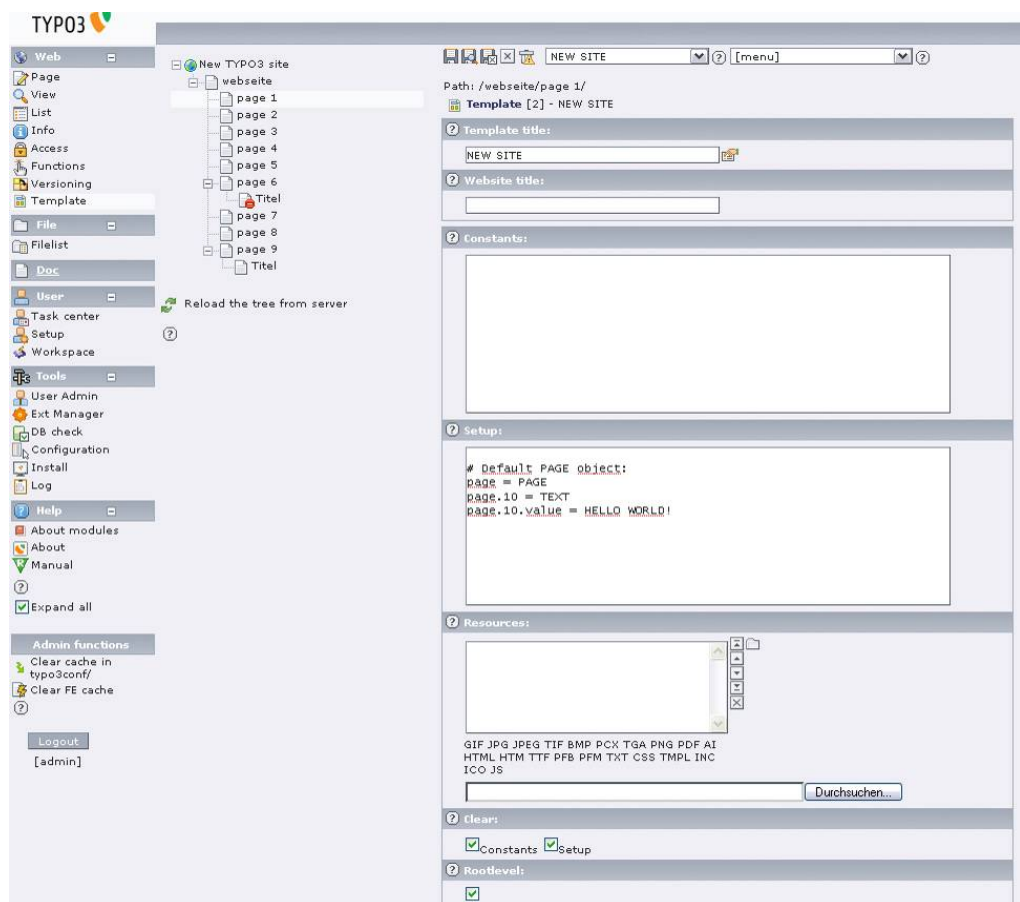 TYPO3
Web
Page
View
List
Info
Access
Functions
Versioning
Template
File
Filelist
Doc
User
Task center
Setup
Workspace
Tools
User Admin
Ext Manager
DB check
Configuration
Install
Log
Help
About modules
About
Manual
Expand all
Admin functions
Clear cache in
typo3conf/
Clear FE cache
Logout
[admin]
New TYPO3 site
webseite
page 1
page 2
page 3
page 4
page 5
page 6
Titel
page 7
page 8
page 9
Titel
Reload the tree from server
NEW SITE [menu]
Path: /webseite/page 1/
Template [2] - NEW SITE
Template title:
NEW SITE
Website title:
Constants:
Setup:
# Default PAGE object:
page = PAGE
page.10 = TEXT
page.10.value = HELLO WORLD!
Resources:
GIF JPG JPEG TIF BMP PCX TGA PNG PDF AI
HTML HTM TTF PFB PFM TXT CSS TMPL INC
ICO JS
Durchsuchen...
Clear:
Constants Setup
Rootlevel: